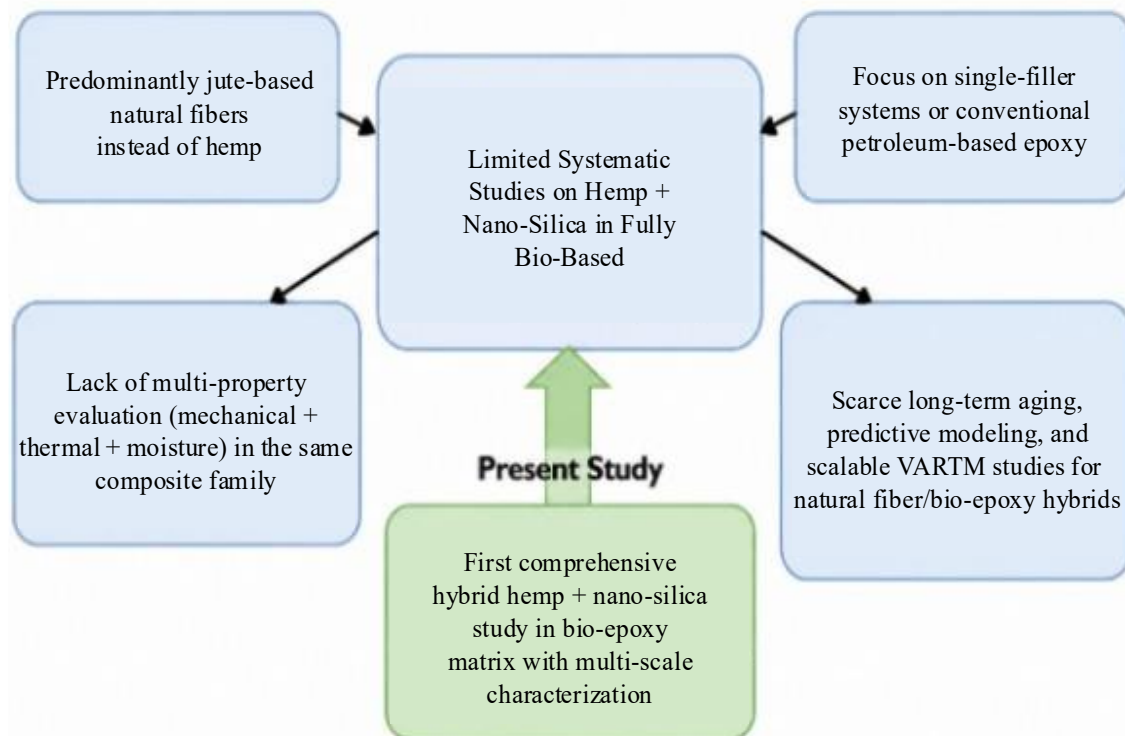 Predominantly jute-based
natural fibers
instead of hemp
Limited Systematic
Studies on Hemp +
Nano-Silica in Fully
Bio-Based
Focus on single-filler
systems or conventional
petroleum-based epoxy
Lack of multi-property
evaluation (mechanical +
thermal + moisture) in the same
composite family
Scarce long-term aging,
predictive modeling, and
scalable VARTM studies for
natural fiber/bio-epoxy hybrids
Present Study
First comprehensive
hybrid hemp + nano-silica
study in bio-epoxy
matrix with multi-scale
characterization